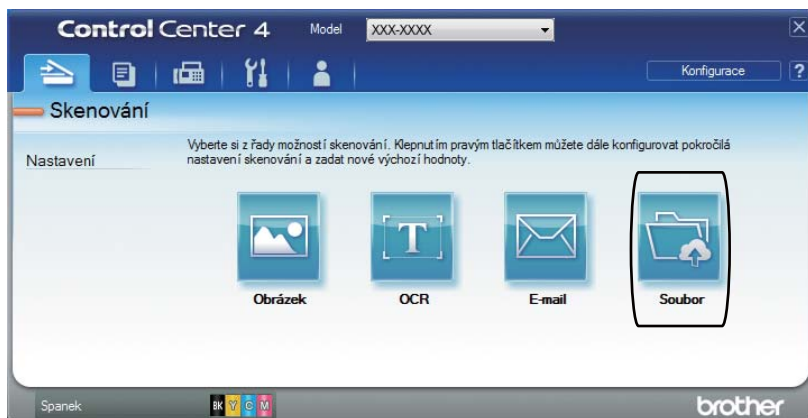 Control Center 4 Model XXX-XXXX X
Konfigurace ?
Skenování
Vyberte si z řady možností skenování. Klepnutím pravým tlačítkem můžete dále konfigurovat pokročilá
nastavení skenování a zadat nové výchozí hodnoty.
Nastavení
T
Obrázek OCR E-mail Soubor
Spanek BK Y C M brother